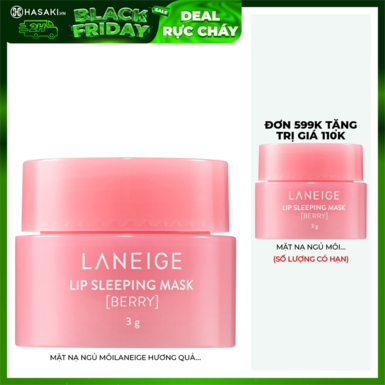 HASAKI.VN
2H
BLACK FRIDAY
SALE
DEAL
RỰC CHÁY
LANEIGE
LIP SLEEPING MASK
[BERRY]
3 g
MẶT NẠ NGỦ MÔILANEIGE HƯƠNG QUẢ...
ĐƠN 599K TẶNG
TRỊ GIÁ 110K
LANEIGE
LIP SLEEPING MASK
[BERRY]
3 g
MẶT NẠ NGỦ MÔI...
(SỐ LƯỢNG CÓ HẠN)